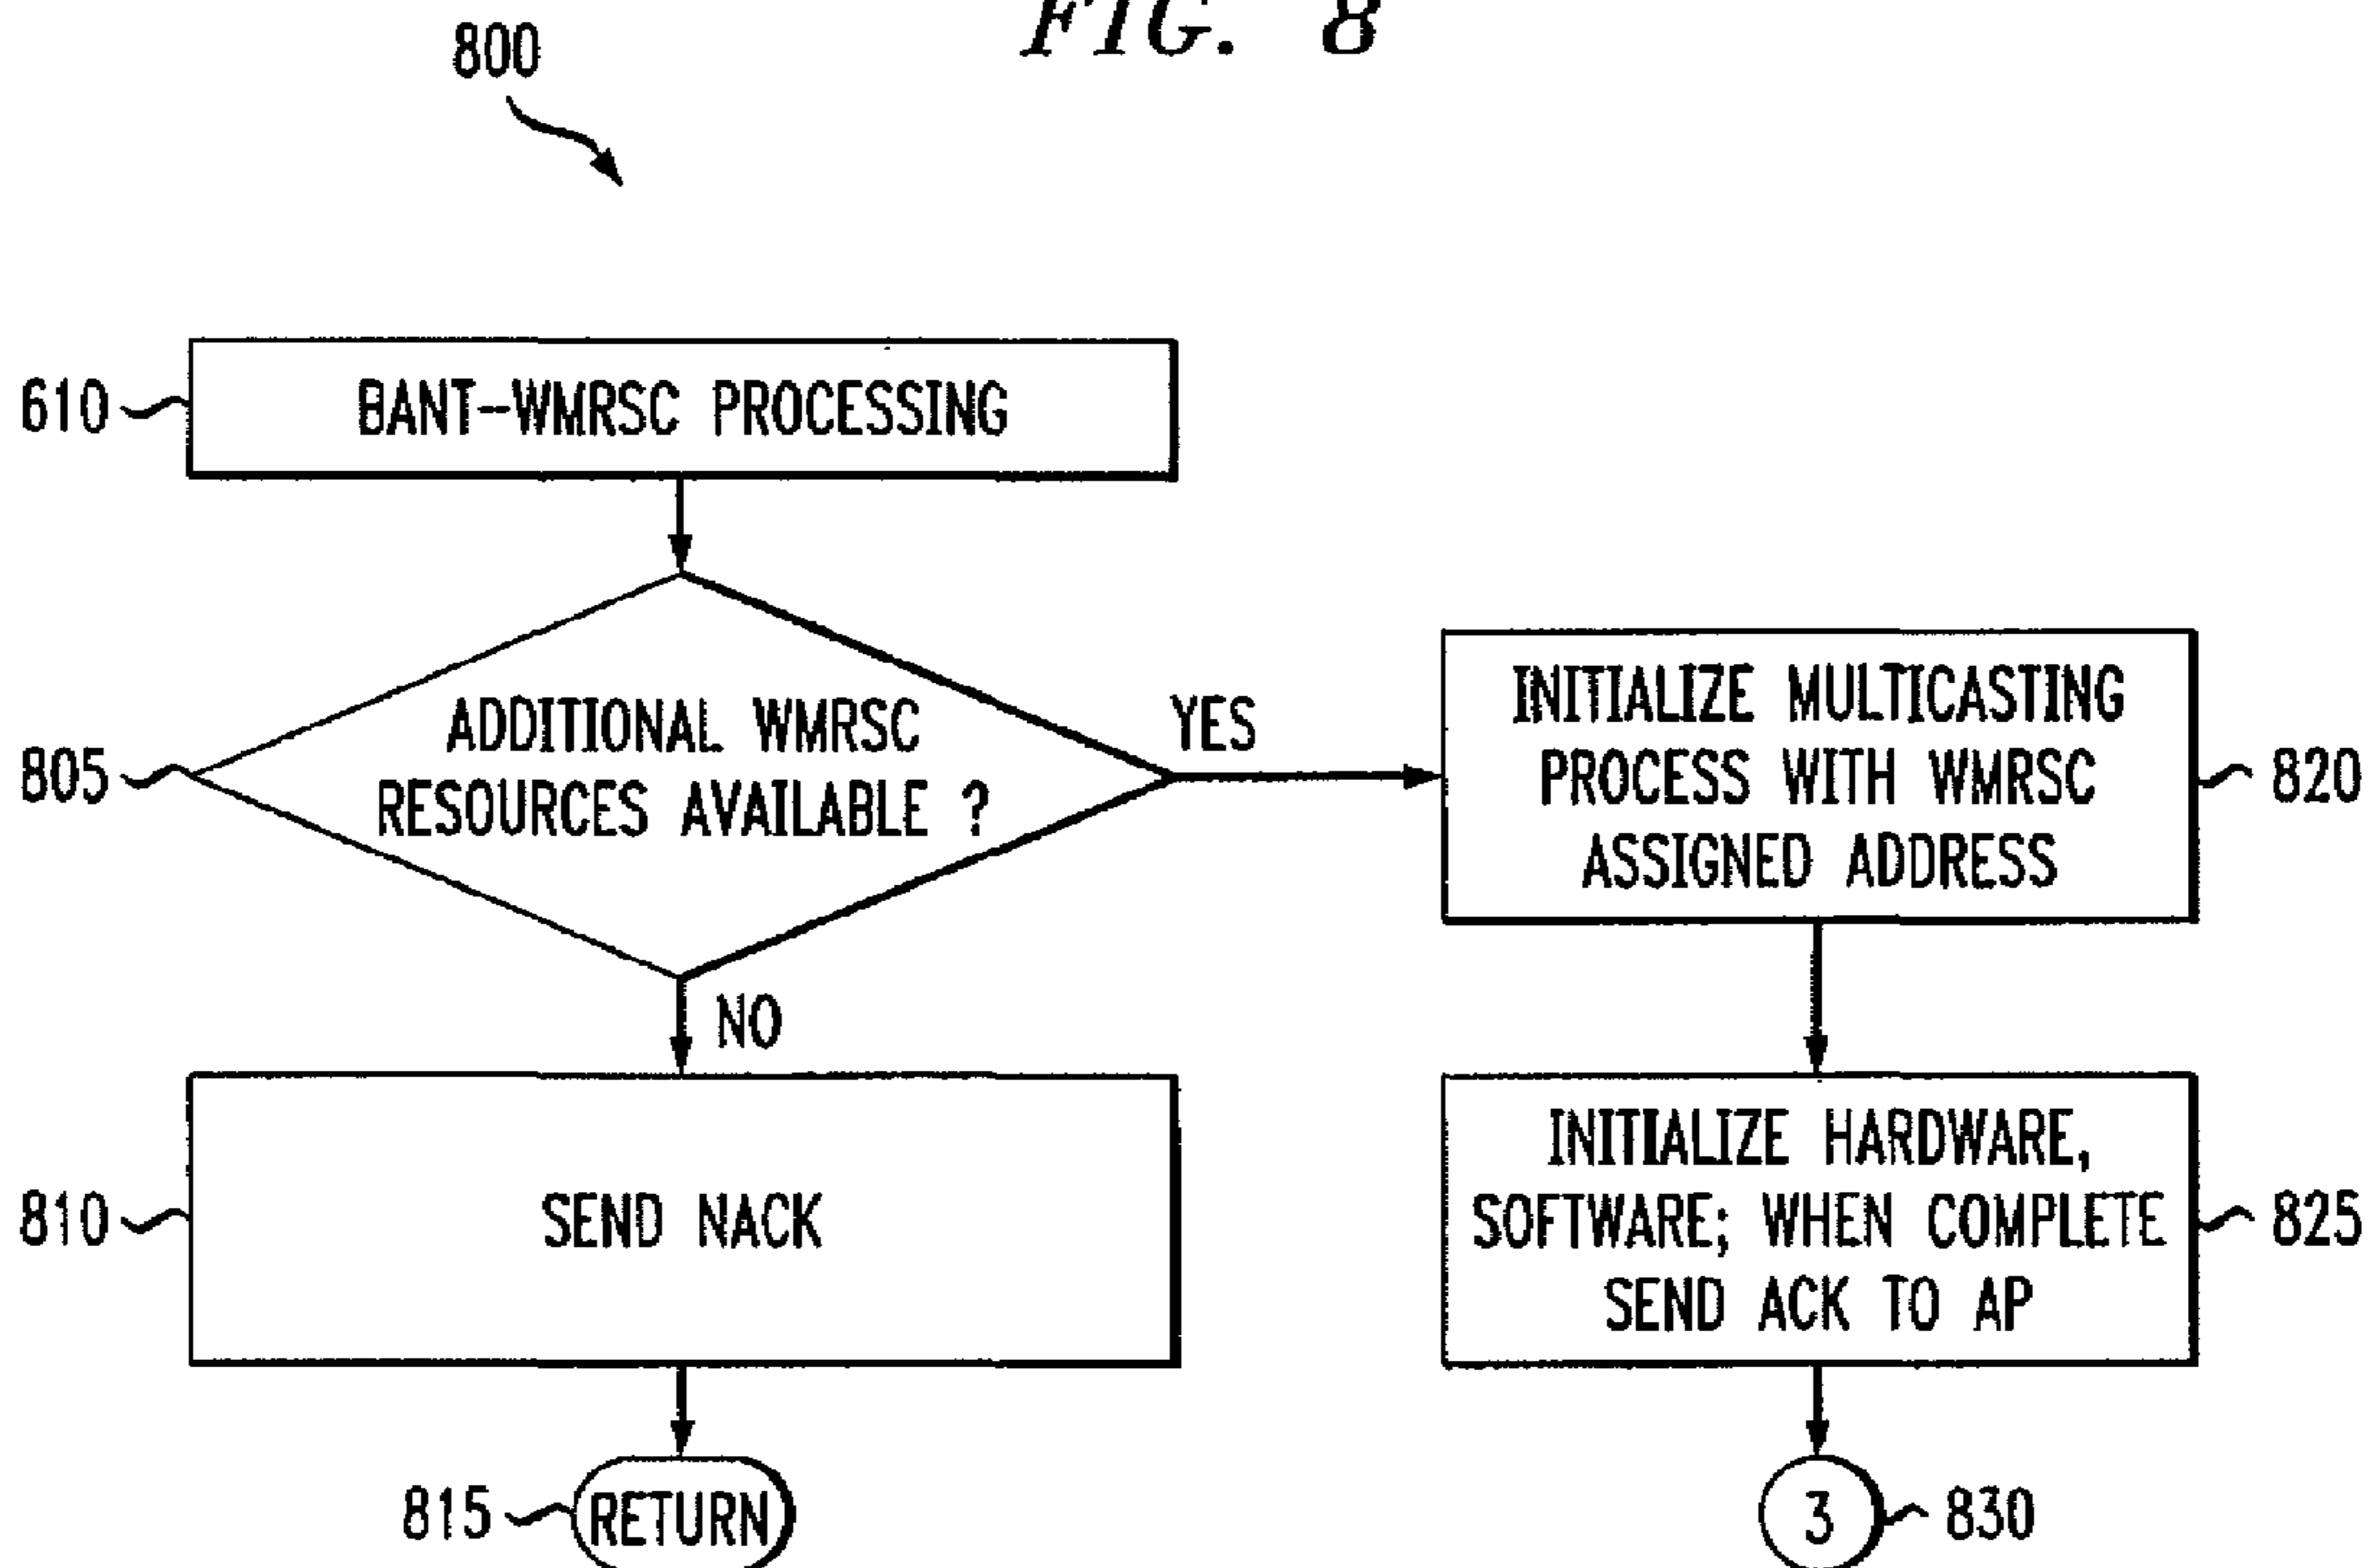 FIG. 8
800
610
BANT--WMRSC PROCESSING
805
ADDITIONAL WMRSC
RESOURCES AVAILABLE ?
YES
NO
INITIALIZE MULTICASTING
PROCESS WITH WMRSC
ASSIGNED ADDRESS
820
810
SEND NACK
INITIALIZE HARDWARE,
SOFTWARE; WHEN COMPLETE
SEND ACK TO AP
825
815
RETURN
3
830